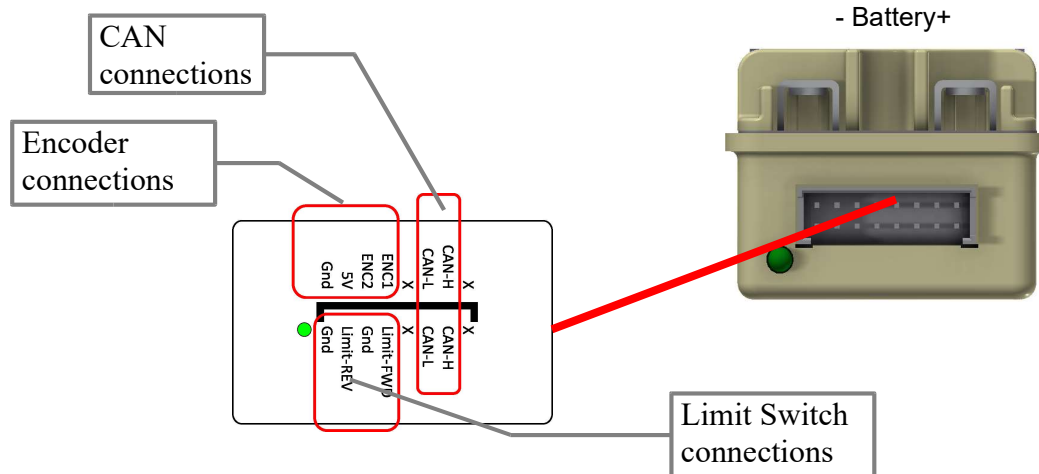 - Battery+
CAN
connections
Encoder
connections
Gnd
5V
ENC2
ENC1
X
CAN-L
CAN-H
X
Gnd
Limit-REV
Gnd
Limit-FWD
X
CAN-L
CAN-H
X
Limit Switch
connections